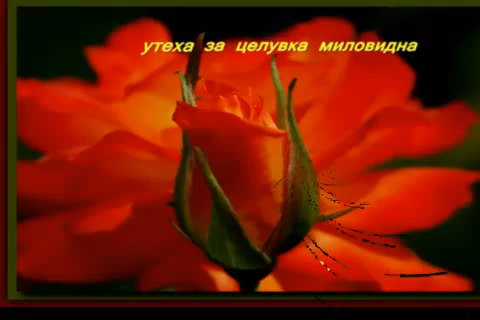 утеха за целувка миловидна